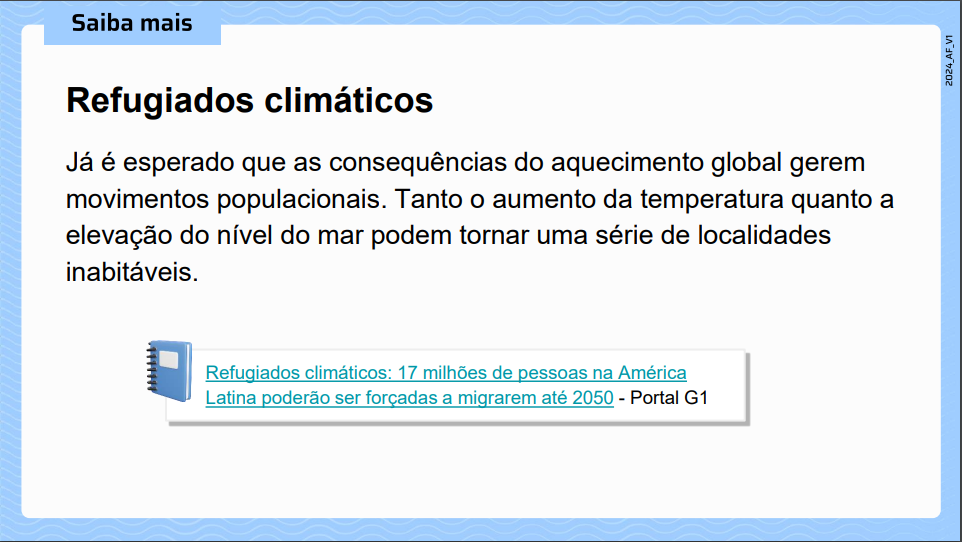 Saiba mais
2024_AF_V1
Refugiados climáticos
Já é esperado que as consequências do aquecimento global gerem
movimentos populacionais. Tanto o aumento da temperatura quanto a
elevação do nível do mar podem tornar uma série de localidades
inabitáveis.
Refugiados climáticos: 17 milhões de pessoas na América
Latina poderão ser forçadas a migrarem até 2050 - Portal G1